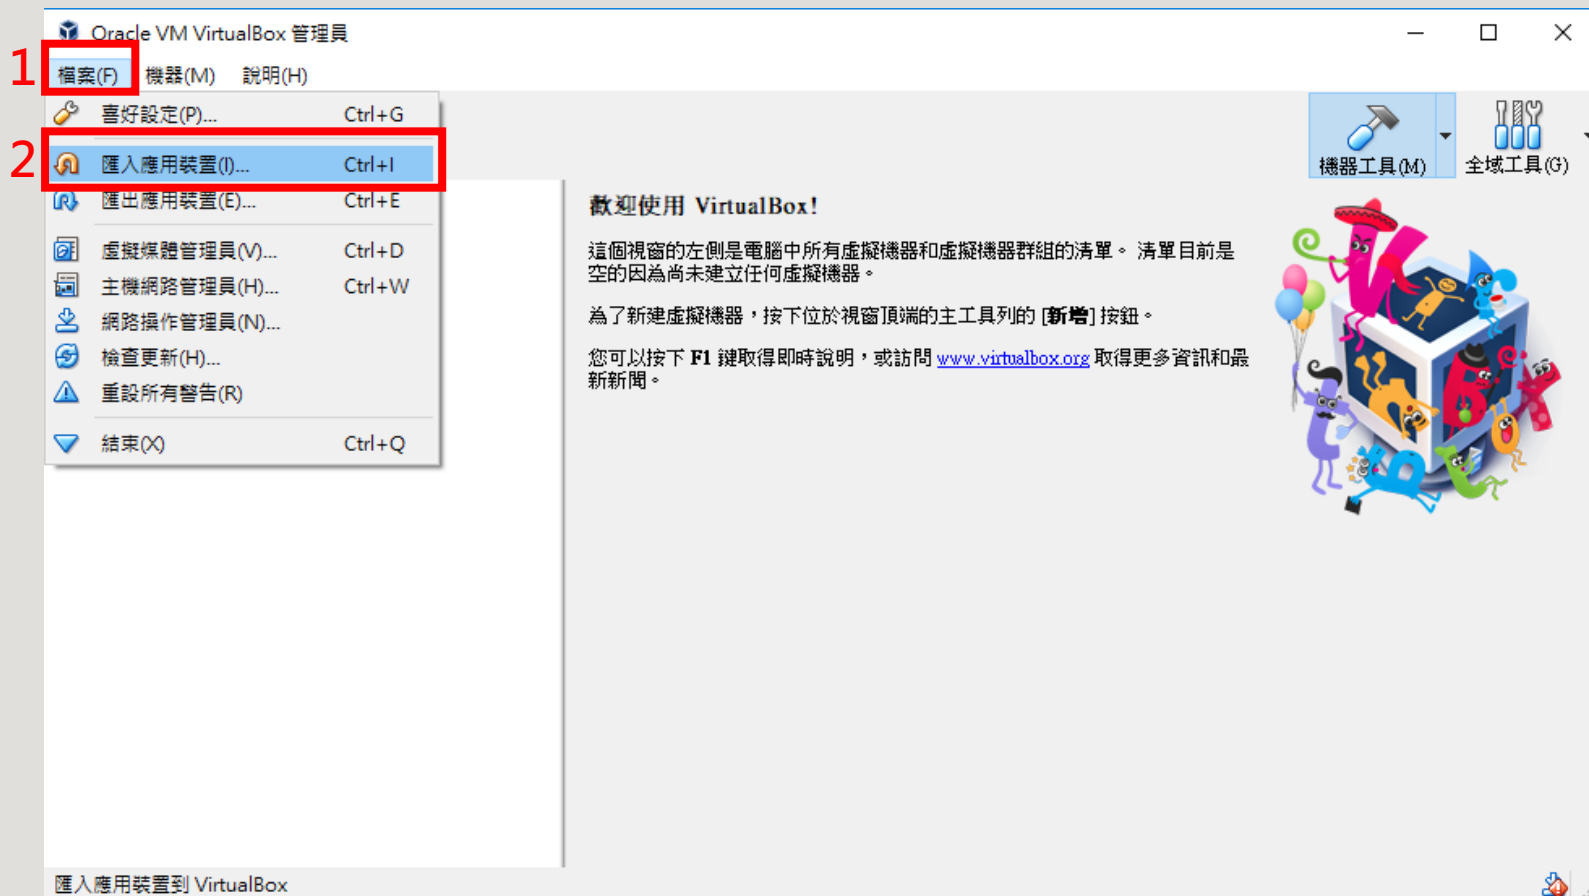 Oracle VM VirtualBox 管理員
1
檔案(F) 機器(M) 說明(H)
喜好設定(P)... Ctrl+G
2
匯入應用裝置(I)... Ctrl+I
匯出應用裝置(E)... Ctrl+E
虛擬媒體管理員(V)... Ctrl+D
主機網路管理員(H)... Ctrl+W
網路操作管理員(N)...
檢查更新(H)...
重設所有警告(R)
結束(X) Ctrl+Q
機器工具(M) 全域工具(G)
歡迎使用 VirtualBox!
這個視窗的左側是電腦中所有虛擬機器和虛擬機器群組的清單。 清單目前是
空的因為尚未建立任何虛擬機器。
為了新建虛擬機器，按下位於視窗頂端的主工具列的 [新增] 按鈕。
您可以按下 F1 鍵取得即時說明，或訪問 www.virtualbox.org 取得更多資訊和最
新新聞。
匯入應用裝置到 VirtualBox